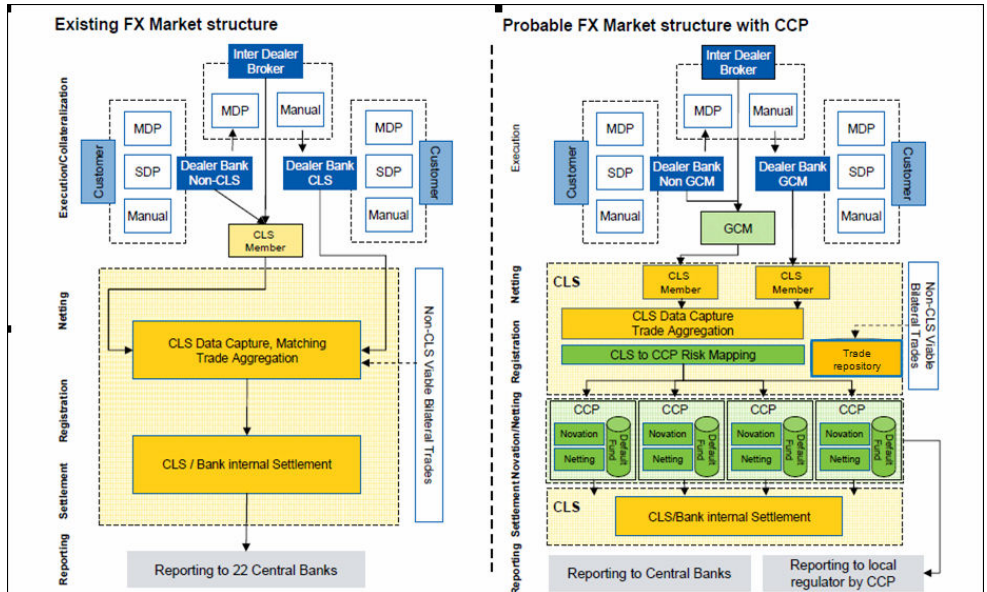 Existing FX Market structure
Execution/Collateralization
Netting
Registration
Settlement
Reporting
Inter Dealer
Broker
MDP
Manual
Customer
MDP
SDP
Manual
Dealer Bank
Non-CLS
Dealer Bank
CLS
MDP
SDP
Manual
Customer
CLS
Member
CLS Data Capture, Matching
Trade Aggregation
Non-CLS Viable Bilateral Trades
CLS / Bank internal Settlement
Reporting to 22 Central Banks
Probable FX Market structure with CCP
Execution
Netting
Registration
Novation/Netting
Settlement
Reporting
Inter Dealer
Broker
MDP
Manual
Customer
MDP
SDP
Manual
Dealer Bank
Non GCM
Dealer Bank
GCM
MDP
SDP
Manual
Customer
GCM
CLS
CLS
Member
CLS
Member
CLS Data Capture
Trade Aggregation
CLS to CCP Risk Mapping
Trade
repository
Non-CLS Viable
Bilateral Trades
CCP
Novation
Netting
Default
Fund
CCP
Novation
Netting
Default
Fund
CCP
Novation
Netting
Default
Fund
CCP
Novation
Netting
Default
Fund
CLS
CLS/Bank internal Settlement
Reporting to Central Banks
Reporting to local
regulator by CCP